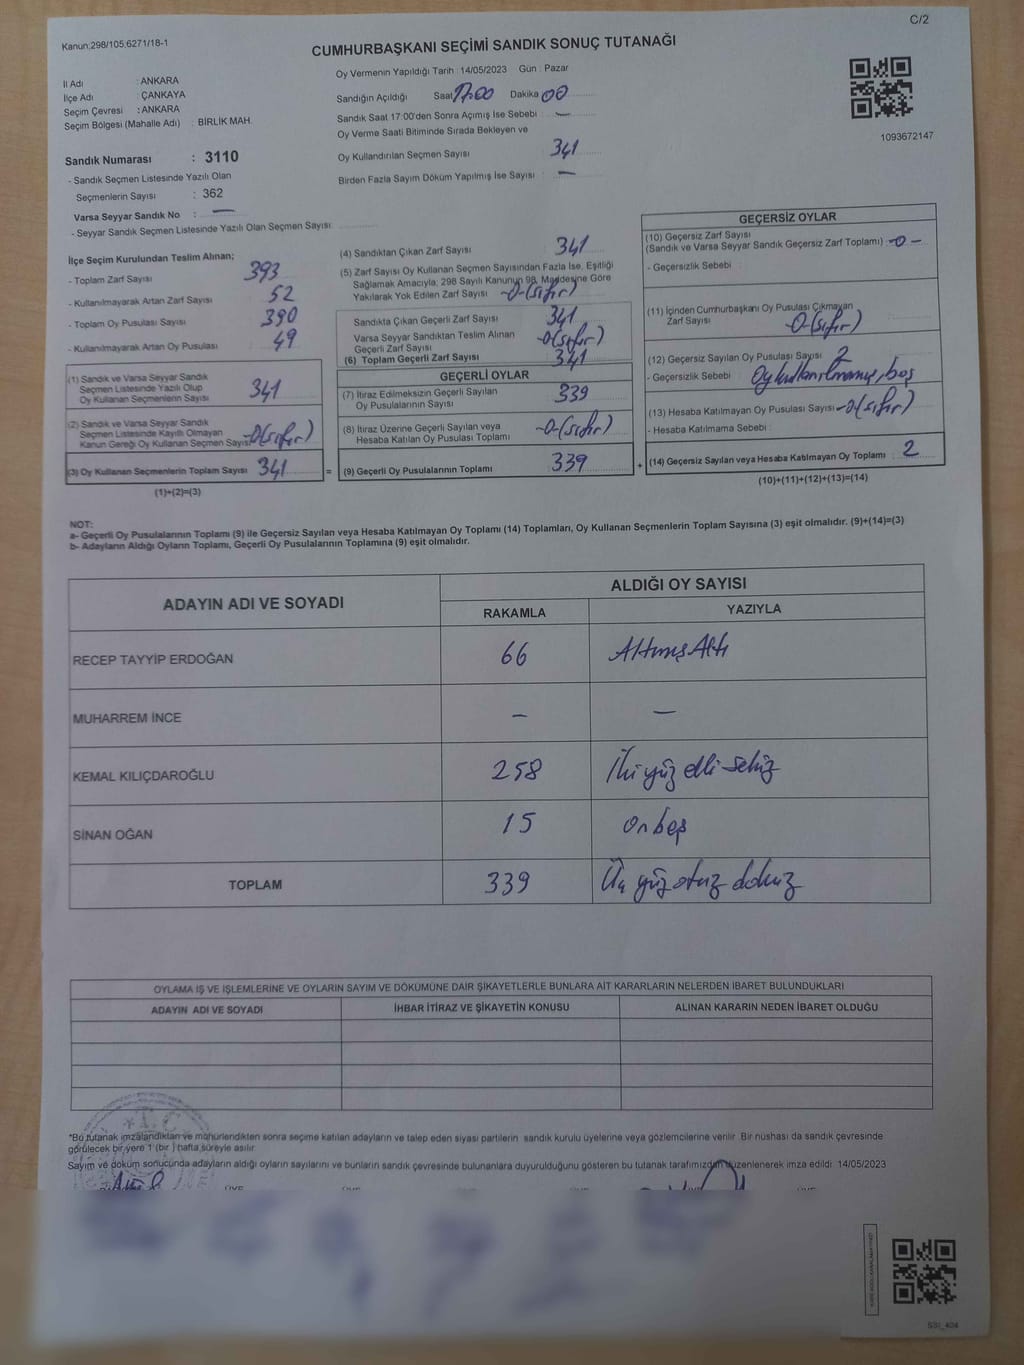 C/2
Kanun:298/105,6271/18-1
CUMHURBAŞKANI SEÇİMİ SANDIK SONUÇ TUTANAĞI
İl Adı : ANKARA
İlçe Adı : ÇANKAYA
Seçim Çevresi : ANKARA
Seçim Bölgesi (Mahalle Adı) : BİRLİK MAH.
Sandık Numarası : 3110
- Sandık Seçmen Listesinde Yazılı Olan
Seçmenlerin Sayısı : 362
Varsa Seyyar Sandık No : —
- Seyyar Sandık Seçmen Listesinde Yazılı Olan Seçmen Sayısı:
Oy Vermenin Yapıldığı Tarih : 14/05/2023 Gün : Pazar
Sandığın Açıldığı Saat 17:00 Dakika 00
Sandık Saat 17:00'den Sonra Açımış İse Sebebi : —
Oy Verme Saati Bitiminde Sırada Bekleyen ve
Oy Kullandırılan Seçmen Sayısı 341
Birden Fazla Sayım Döküm Yapılmış İse Sayısı : —
1093672147
İlçe Seçim Kurulundan Teslim Alınan;
- Toplam Zarf Sayısı 393
- Kullanılmayarak Artan Zarf Sayısı 52
- Toplam Oy Pusulası Sayısı 390
- Kullanılmayarak Artan Oy Pusulası 49
(1) Sandık ve Varsa Seyyar Sandık
Seçmen Listesinde Yazılı Olup
Oy Kullanan Seçmenlerin Sayısı 341
(2) Sandık ve Varsa Seyyar Sandık
Seçmen Listesinde Kayıtlı Olmayan
Kanun Gereği Oy Kullanan Seçmen Sayısı -0(sıfır)
(3) Oy Kullanan Seçmenlerin Toplam Sayısı 341
(1)+(2)=(3)
(4) Sandıktan Çıkan Zarf Sayısı 341
(5) Zarf Sayısı Oy Kullanan Seçmen Sayısından Fazla İse, Eşitliği
Sağlamak Amacıyla; 298 Sayılı Kanunun 98. Maddesine Göre
Yakılarak Yok Edilen Zarf Sayısı -0-(sıfır)
Sandıkta Çıkan Geçerli Zarf Sayısı 341
Varsa Seyyar Sandıktan Teslim Alınan
Geçerli Zarf Sayısı -0(sıfır)
(6) Toplam Geçerli Zarf Sayısı 341
GEÇERLİ OYLAR
(7) İtiraz Edilmeksizin Geçerli Sayılan
Oy Pusulalarının Sayısı 339
(8) İtiraz Üzerine Geçerli Sayılan veya
Hesaba Katılan Oy Pusulası Toplamı -0-(sıfır)
= (9) Geçerli Oy Pusulalarının Toplamı 339
GEÇERSİZ OYLAR
(10) Geçersiz Zarf Sayısı
(Sandık ve Varsa Seyyar Sandık Geçersiz Zarf Toplamı) -0-
- Geçersizlik Sebebi :
(11) İçinden Cumhurbaşkanı Oy Pusulası Çıkmayan
Zarf Sayısı -0-(sıfır)
(12) Geçersiz Sayılan Oy Pusulası Sayısı 2
- Geçersizlik Sebebi : Oy kullanılmamış, boş
(13) Hesaba Katılmayan Oy Pusulası Sayısı -0(sıfır)
- Hesaba Katılmama Sebebi :
+ (14) Geçersiz Sayılan veya Hesaba Katılmayan Oy Toplamı 2
(10)+(11)+(12)+(13)=(14)
NOT:
a- Geçerli Oy Pusulalarının Toplamı (9) ile Geçersiz Sayılan veya Hesaba Katılmayan Oy Toplamı (14) Toplamları, Oy Kullanan Seçmenlerin Toplam Sayısına (3) eşit olmalıdır. (9)+(14)=(3)
b- Adayların Aldığı Oyların Toplamı, Geçerli Oy Pusulalarının Toplamına (9) eşit olmalıdır.
ADAYIN ADI VE SOYADI ALDIĞI OY SAYISI
RAKAMLA YAZIYLA
RECEP TAYYİP ERDOĞAN 66 Altmış Altı
MUHARREM İNCE — —
KEMAL KILIÇDAROĞLU 258 İki yüz elli sekiz
SİNAN OĞAN 15 On beş
TOPLAM 339 Üç yüz otuz dokuz
OYLAMA İŞ VE İŞLEMLERİNE VE OYLARIN SAYIM VE DÖKÜMÜNE DAİR ŞİKAYETLERLE BUNLARA AİT KARARLARIN NELERDEN İBARET BULUNDUKLARI
ADAYIN ADI VE SOYADI İHBAR İTİRAZ VE ŞİKAYETİN KONUSU ALINAN KARARIN NEDEN İBARET OLDUĞU
T.C.
*Bu tutanak imzalandıktan ve mühürlendikten sonra seçime katılan adayların ve talep eden siyasi partilerin sandık kurulu üyelerine veya gözlemcilerine verilir. Bir nüshası da sandık çevresinde
görülecek bir yere 1 (bir ) hafta süreyle asılır.
Sayım ve döküm sonucunda adayların aldığı oyların sayılarını ve bunların sandık çevresinde bulunanlara duyurulduğunu gösteren bu tutanak tarafımızdan düzenlenerek imza edildi. 14/05/2023
SSI_404